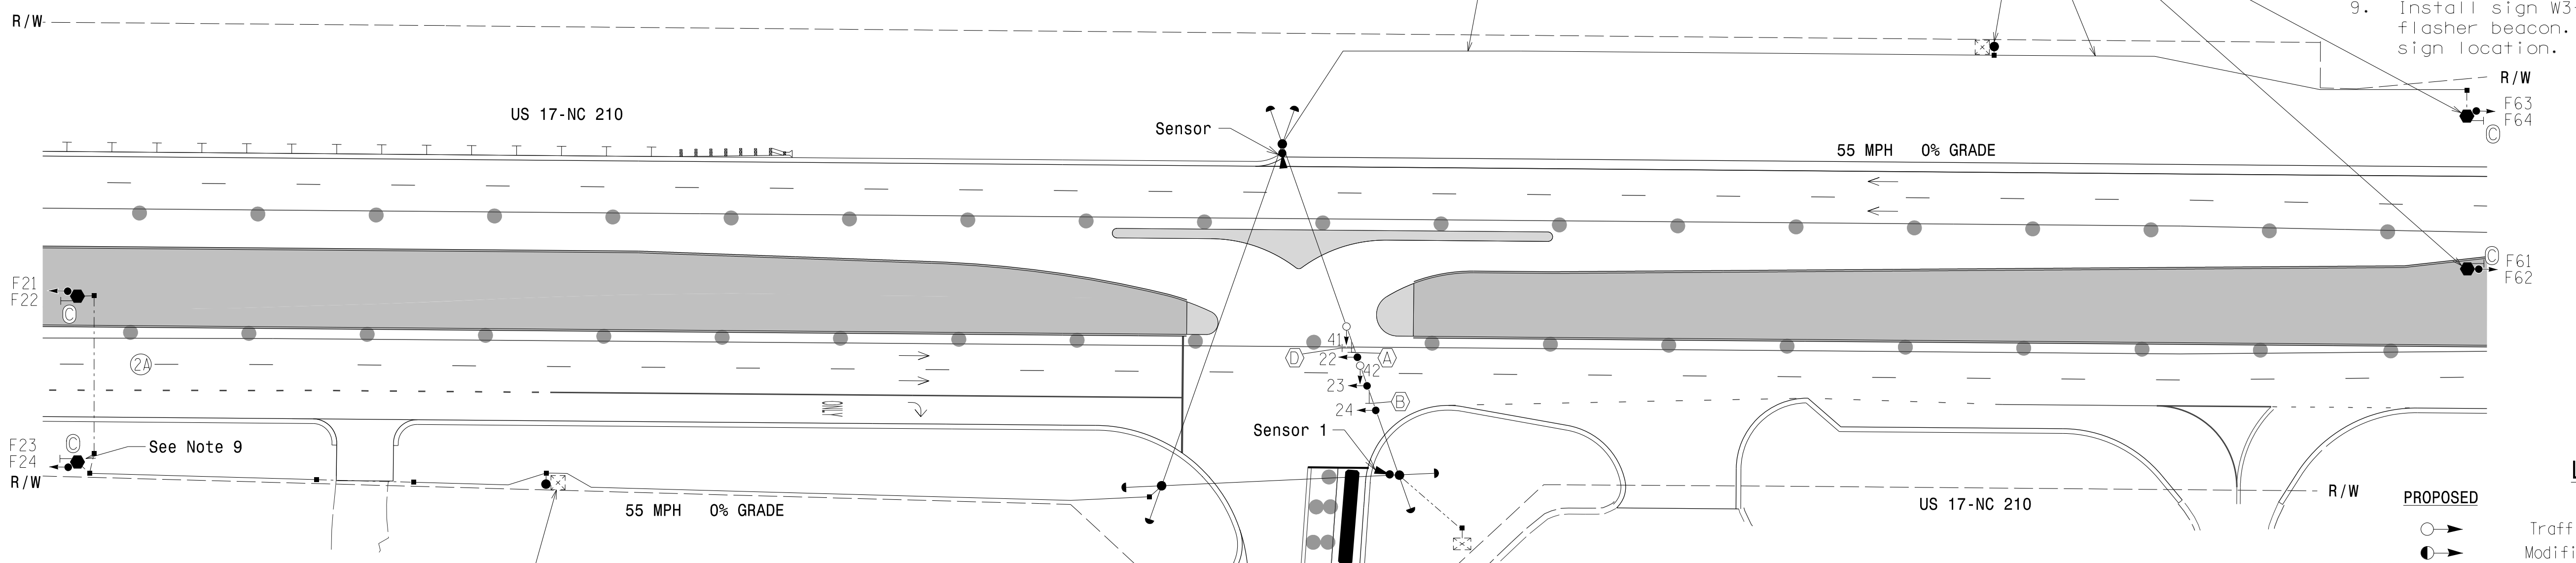 R/W
9. Install sign W3-
flasher beacon.
sign location.
R/W
US 17-NC 210
Sensor
55 MPH 0% GRADE
F63
F64
C
F21
F22
C
C
F61
F62
2A
41
D
22
A
42
23
B
24
ONLY
Sensor 1
F23
F24
C
See Note 9
R/W
55 MPH 0% GRADE
US 17-NC 210
R/W
L
PROPOSED
Traff
Modifi